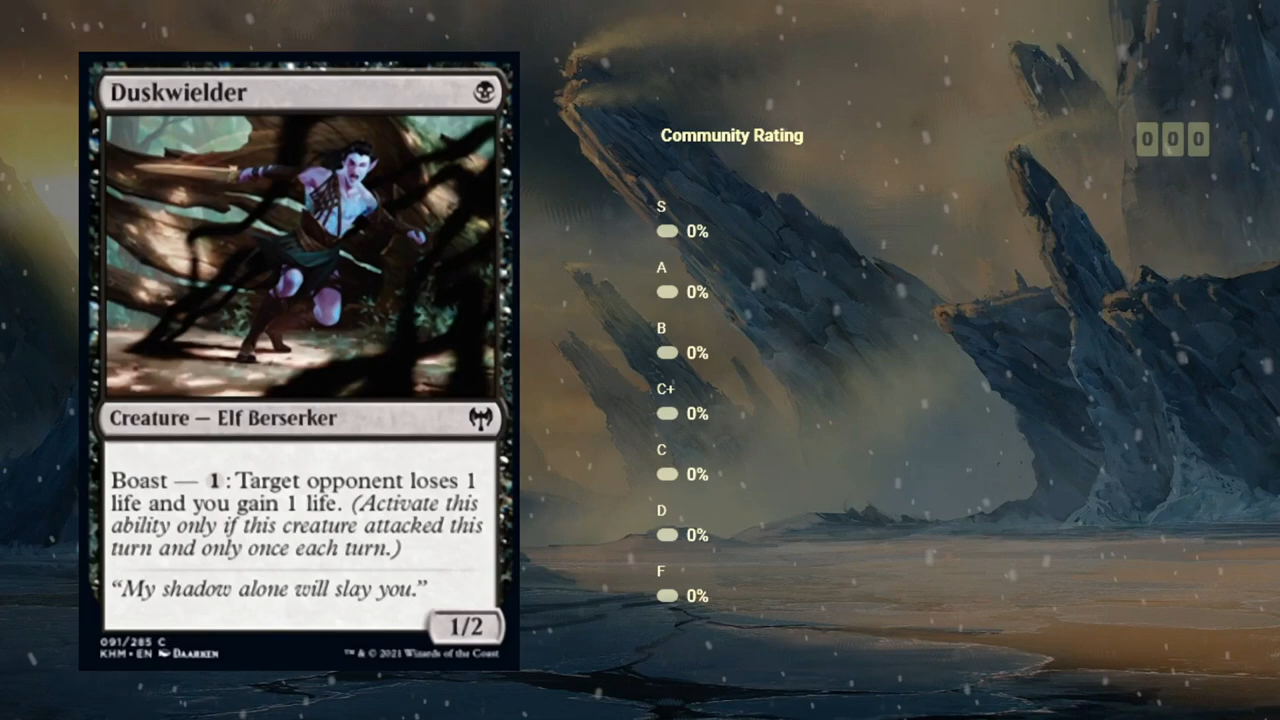 Duskwielder
Creature — Elf Berserker
Boast — 1: Target opponent loses 1
life and you gain 1 life. (Activate this
ability only if this creature attacked this
turn and only once each turn.)
“My shadow alone will slay you.”
1/2
091/285 C
KHM • EN DAARKEN
™ & © 2021 Wizards of the Coast
Community Rating
000
S
0%
A
0%
B
0%
C+
0%
C
0%
D
0%
F
0%